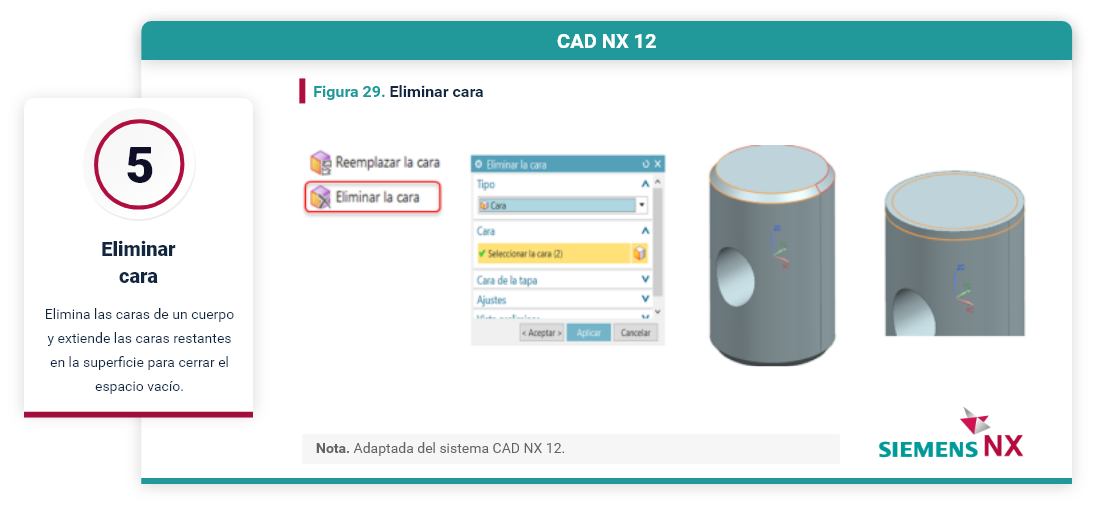 CAD NX 12
Figura 29. Eliminar cara
5
Eliminar
cara
Elimina las caras de un cuerpo
y extiende las caras restantes
en la superficie para cerrar el
espacio vacío.
Reemplazar la cara
Eliminar la cara
Eliminar la cara
Tipo
Cara
Cara
Seleccionar la cara (2)
Cara de la tapa
Ajustes
< Aceptar >
Aplicar
Cancelar
Nota. Adaptada del sistema CAD NX 12.
SIEMENS NX